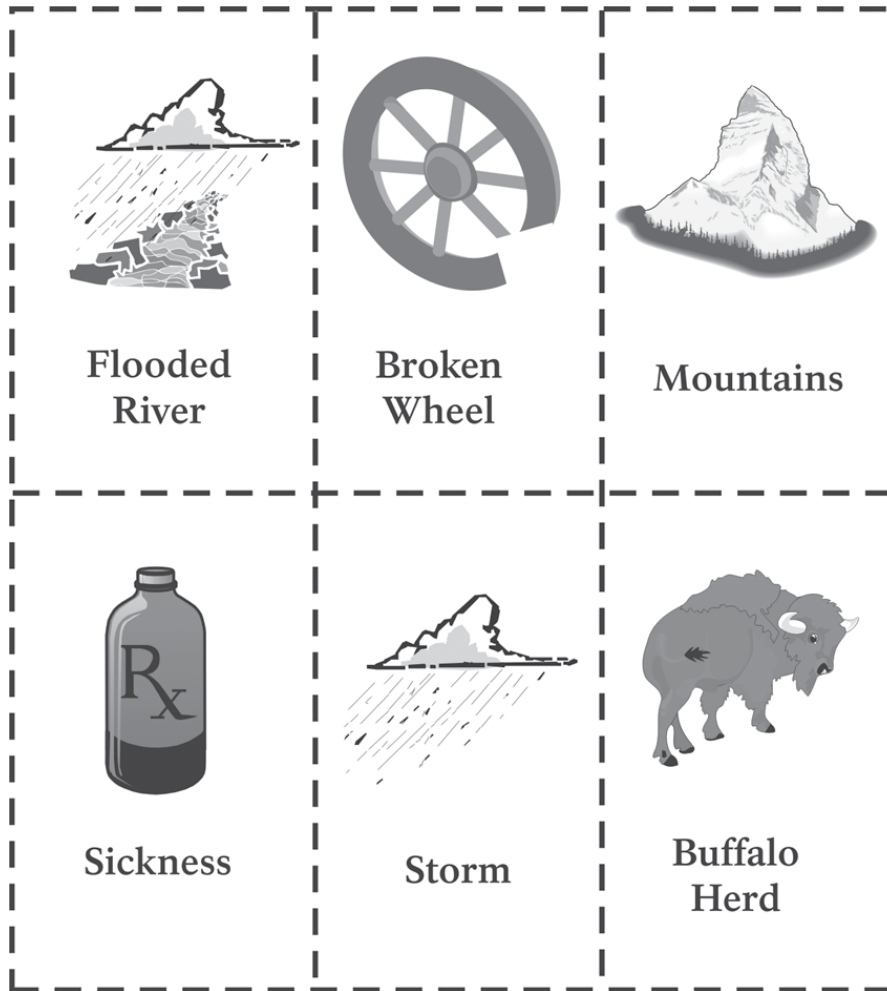 Flooded
River
Broken
Wheel
Mountains
Rx
Sickness
Storm
Buffalo
Herd